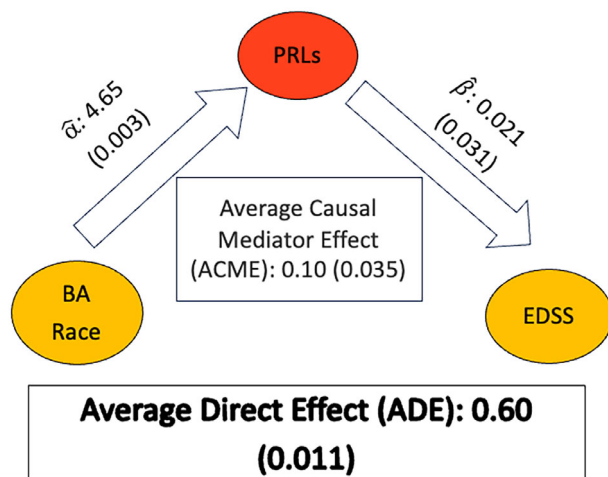 PRLs
α̂: 4.65
(0.003)
β̂: 0.021
(0.031)
Average Causal
Mediator Effect
(ACME): 0.10 (0.035)
BA
Race
EDSS
Average Direct Effect (ADE): 0.60
(0.011)